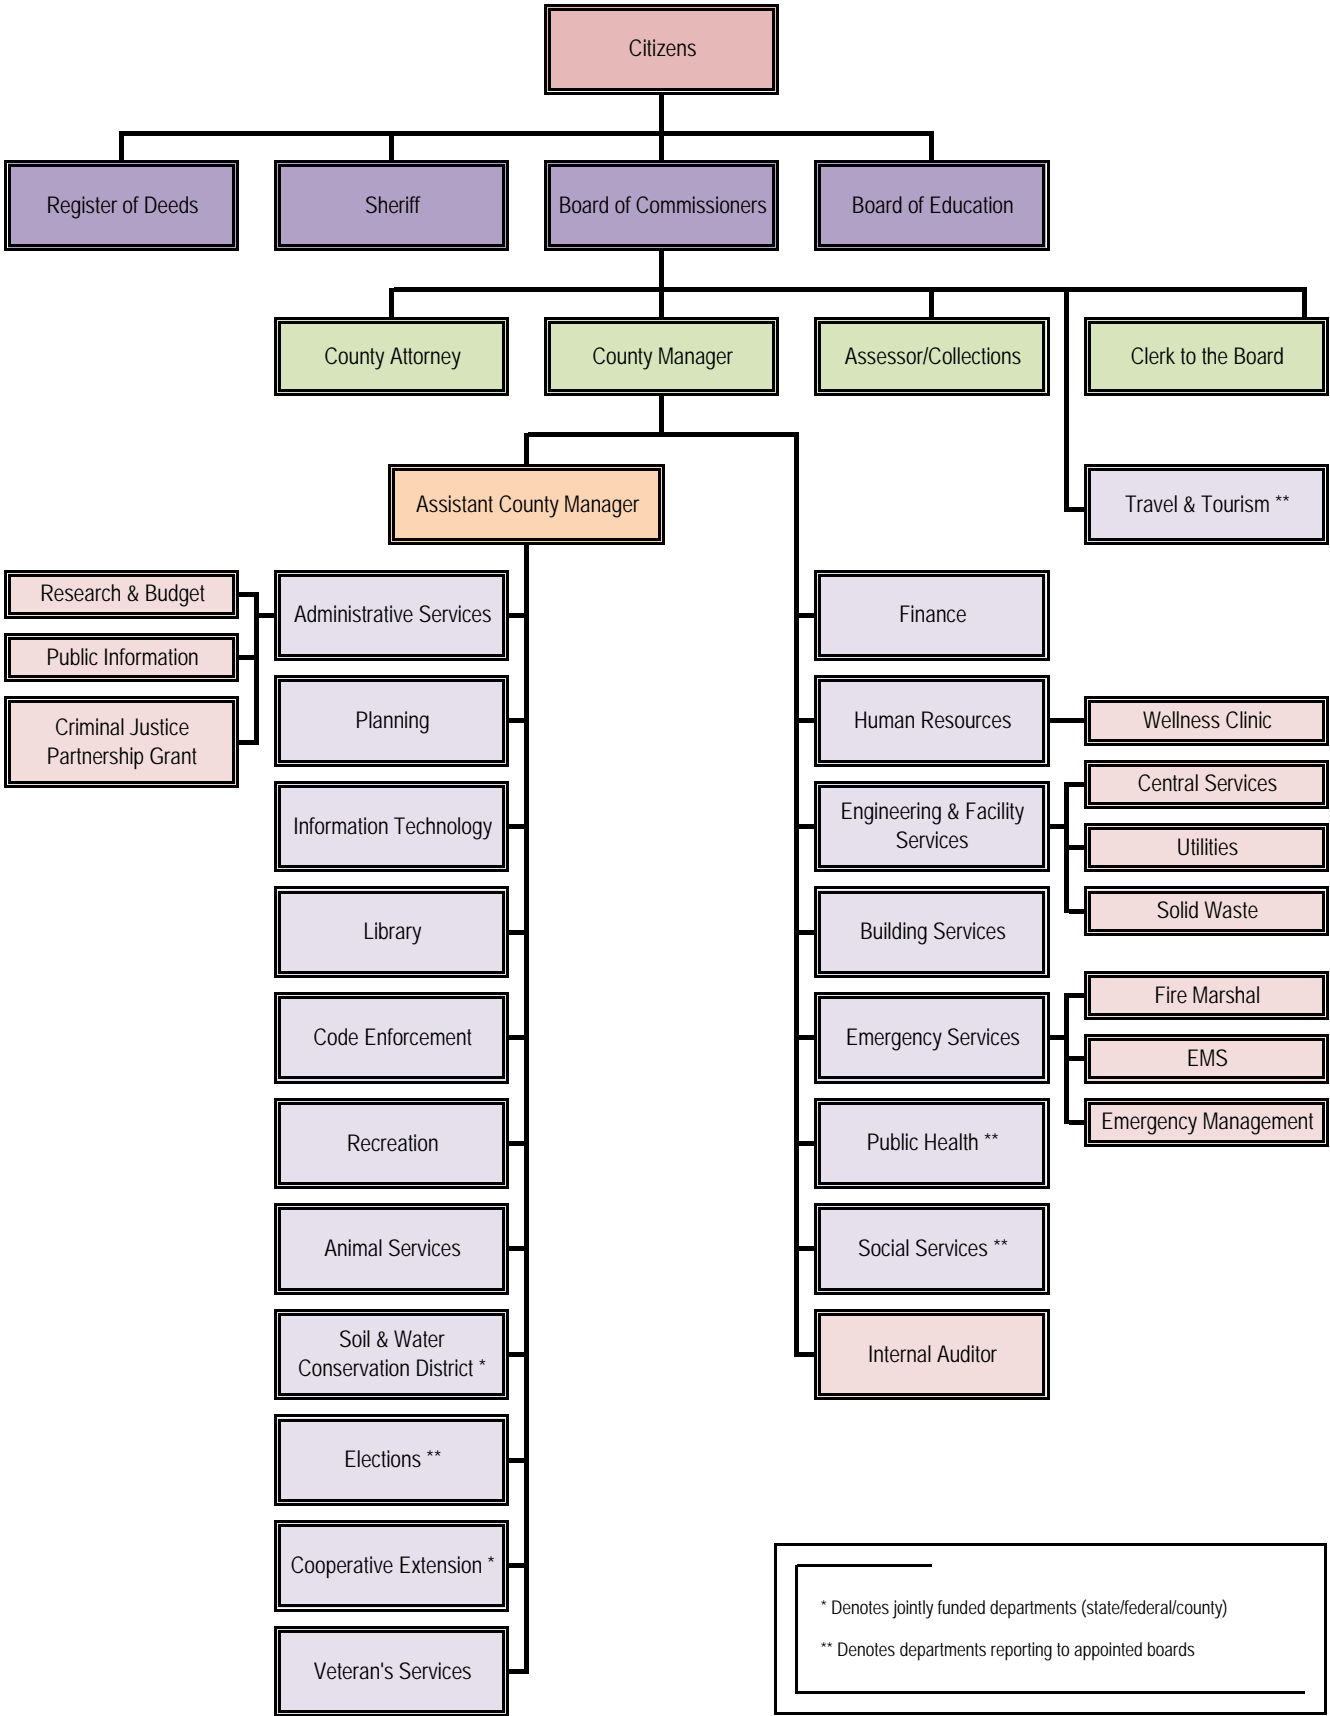 Citizens
Register of Deeds
Sheriff
Board of Commissioners
Board of Education
County Attorney
County Manager
Assessor/Collections
Clerk to the Board
Assistant County Manager
Travel & Tourism **
Research & Budget
Public Information
Criminal Justice
Partnership Grant
Administrative Services
Planning
Information Technology
Library
Code Enforcement
Recreation
Animal Services
Soil & Water
Conservation District *
Elections **
Cooperative Extension *
Veteran's Services
Finance
Human Resources
Engineering & Facility
Services
Building Services
Emergency Services
Public Health **
Social Services **
Internal Auditor
Wellness Clinic
Central Services
Utilities
Solid Waste
Fire Marshal
EMS
Emergency Management
* Denotes jointly funded departments (state/federal/county)
** Denotes departments reporting to appointed boards